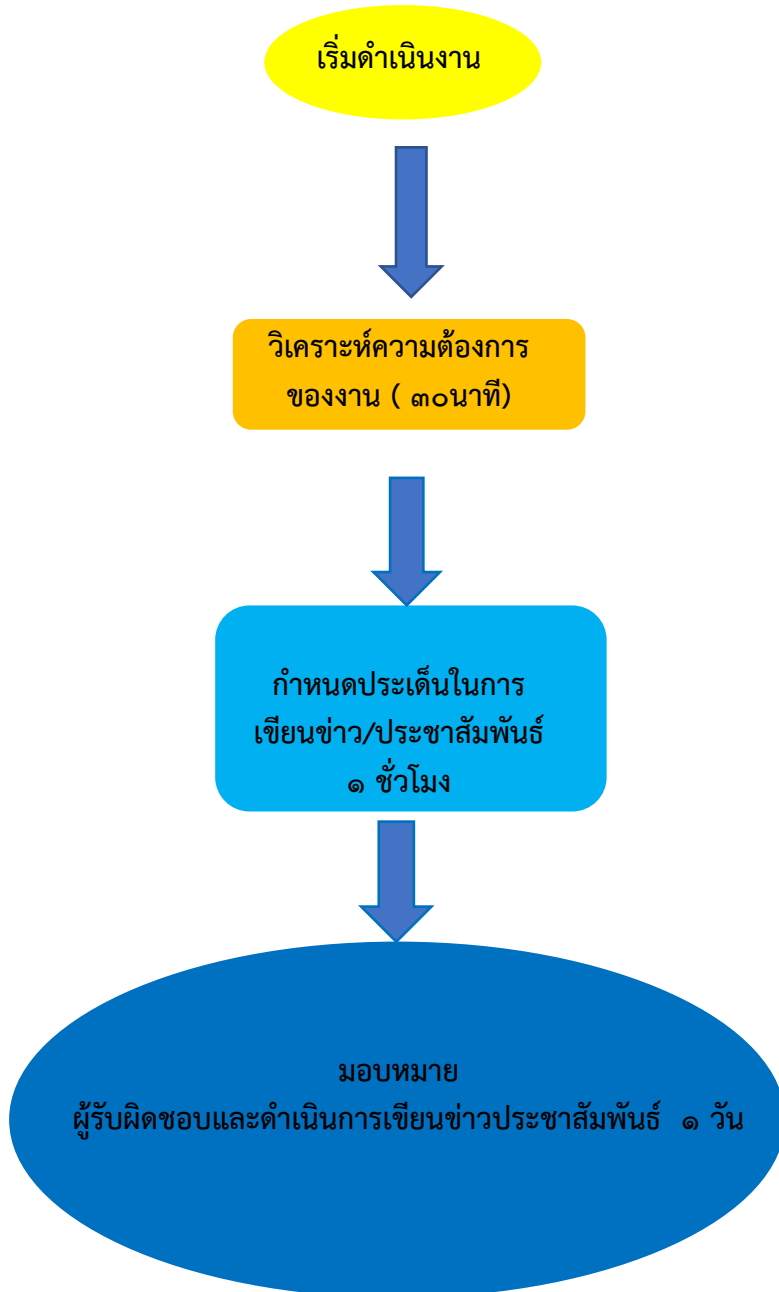 เริ่มดำเนินงาน
วิเคราะห์ความต้องการ
ของงาน ( ๓๐นาที)
กำหนดประเด็นในการ
เขียนข่าว/ประชาสัมพันธ์
๑ ชั่วโมง
มอบหมาย
ผู้รับผิดชอบและดำเนินการเขียนข่าวประชาสัมพันธ์ ๑ วัน